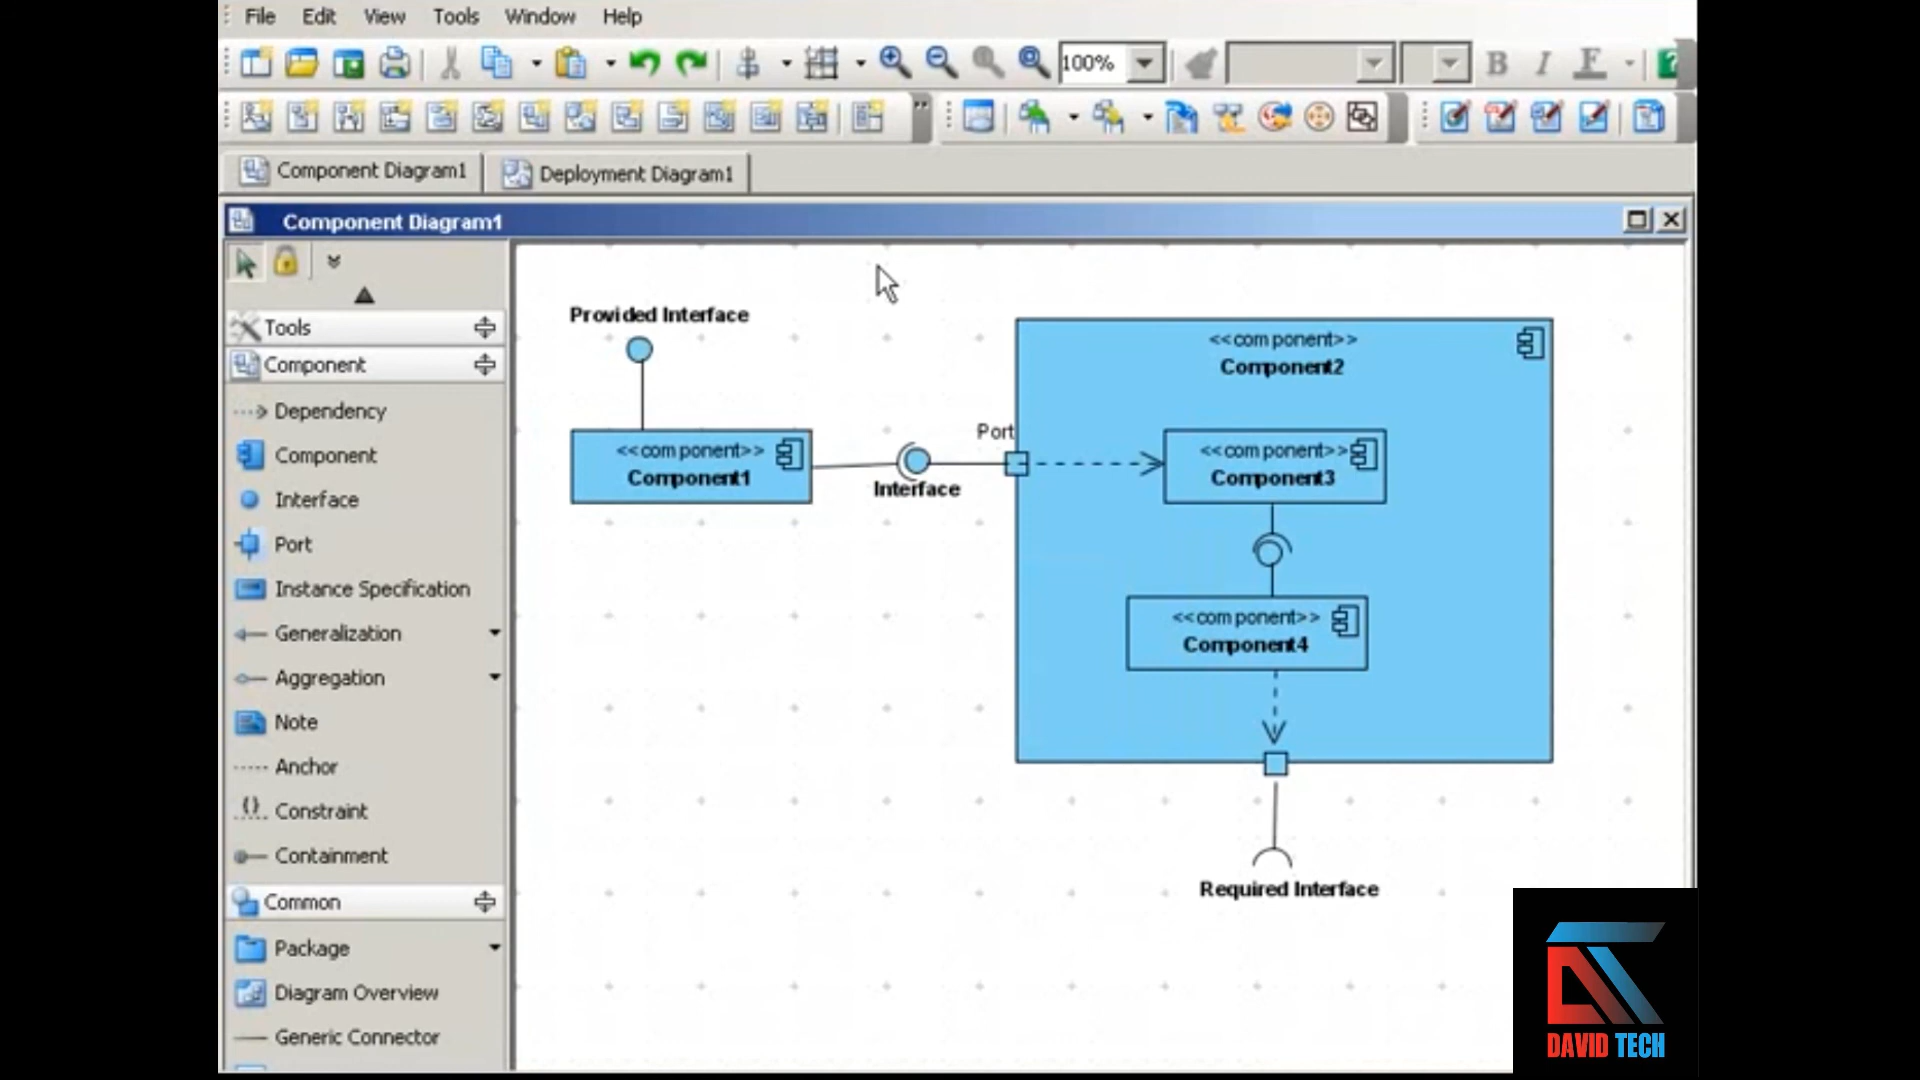 File Edit View Tools Window Help
100% B I F ?
Component Diagram1 Deployment Diagram1
Component Diagram1
Tools
Component
Dependency
Component
Interface
Port
Instance Specification
Generalization
Aggregation
Note
Anchor
Constraint
Containment
Common
Package
Diagram Overview
Generic Connector
Provided Interface
<<component>>
Component1
Interface
Port
<<component>>
Component2
<<component>>
Component3
<<component>>
Component4
Required Interface
DAVID TECH